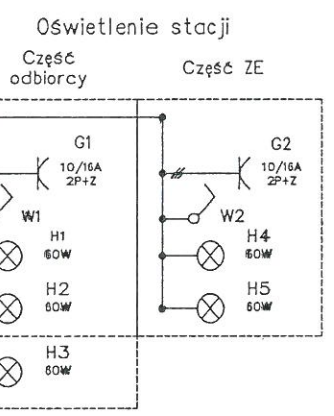 Oświetlenie stacji
Część
odbiorcy
Część ZE
G1
10/16A
2P+Z
W1
H1
60W
H2
60W
H3
60W
G2
10/16A
2P+Z
W2
H4
60W
H5
60W